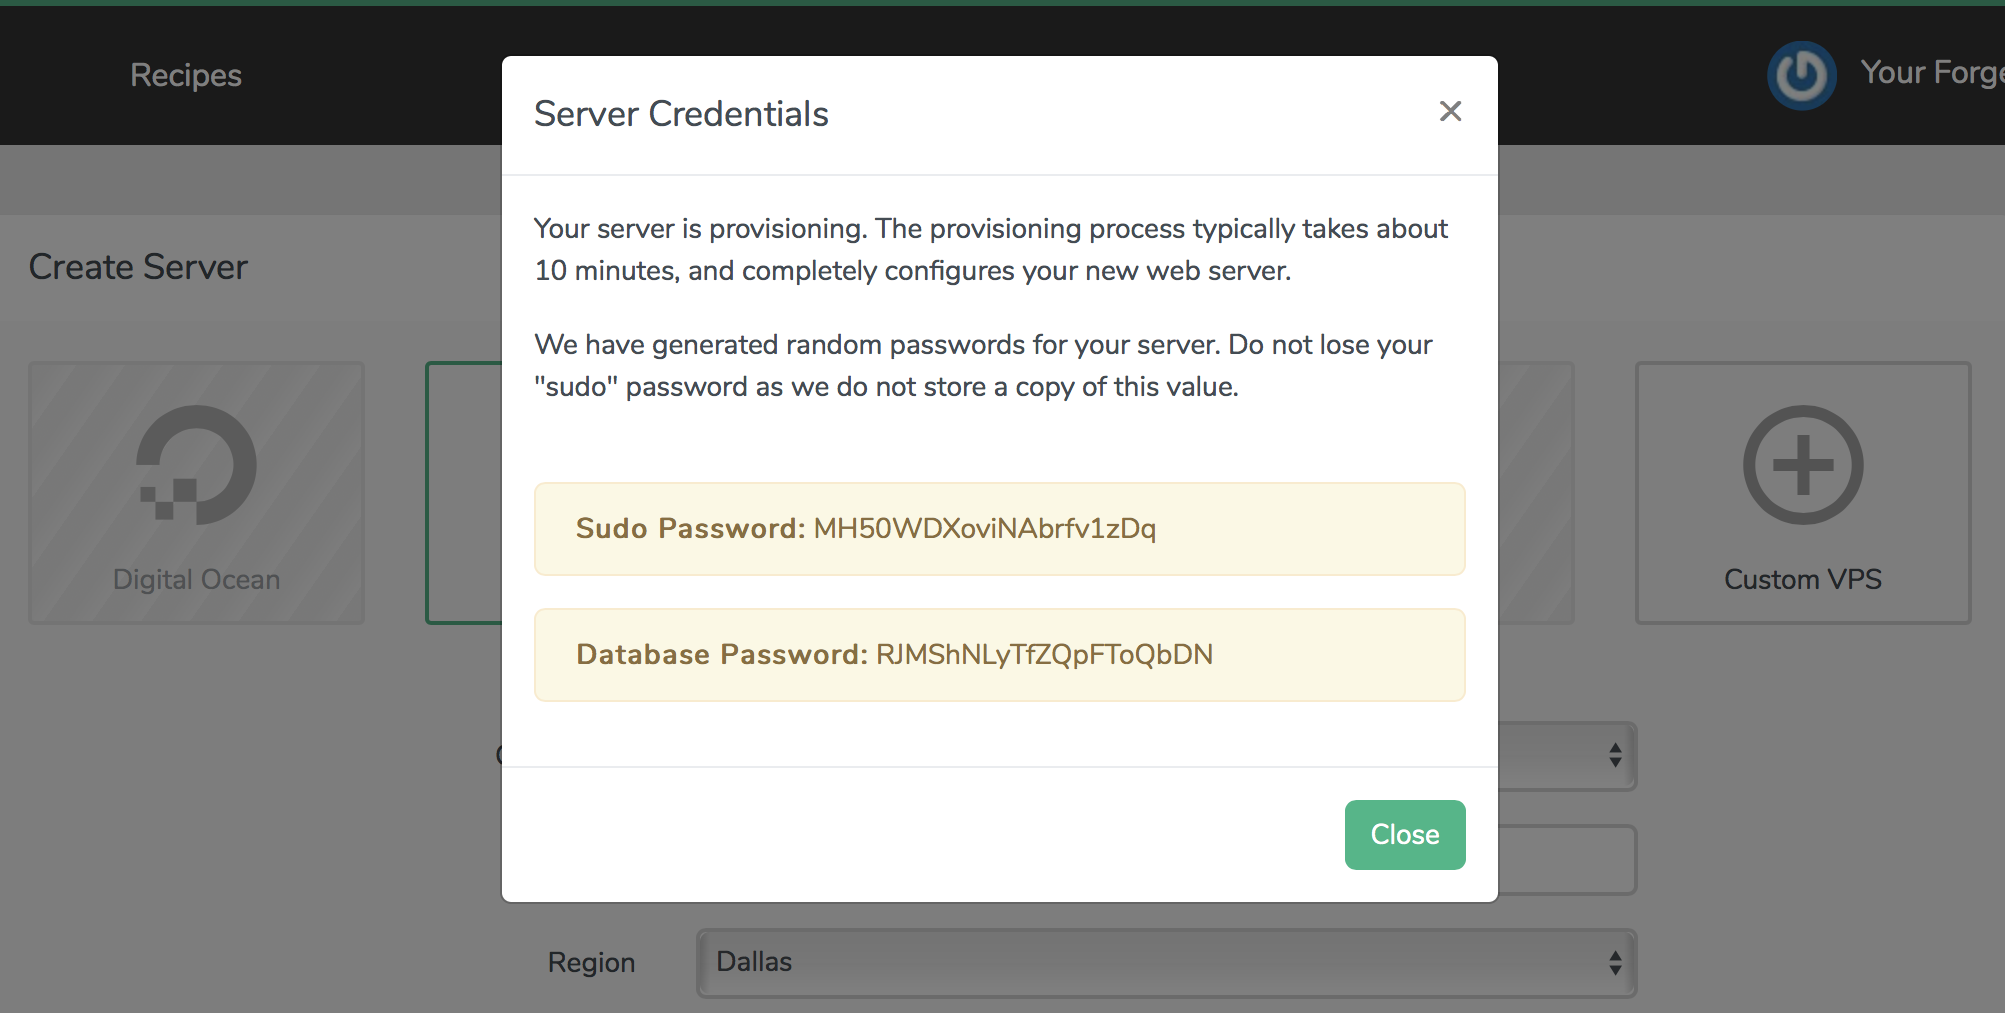 Recipes
Your Forge
Server Credentials
Your server is provisioning. The provisioning process typically takes about
10 minutes, and completely configures your new web server.
We have generated random passwords for your server. Do not lose your
"sudo" password as we do not store a copy of this value.
Sudo Password: MH50WDXoviNAbrfv1zDq
Database Password: RJMShNLyTfZQpFToQbDN
Close
Create Server
Digital Ocean
Custom VPS
Region
Dallas